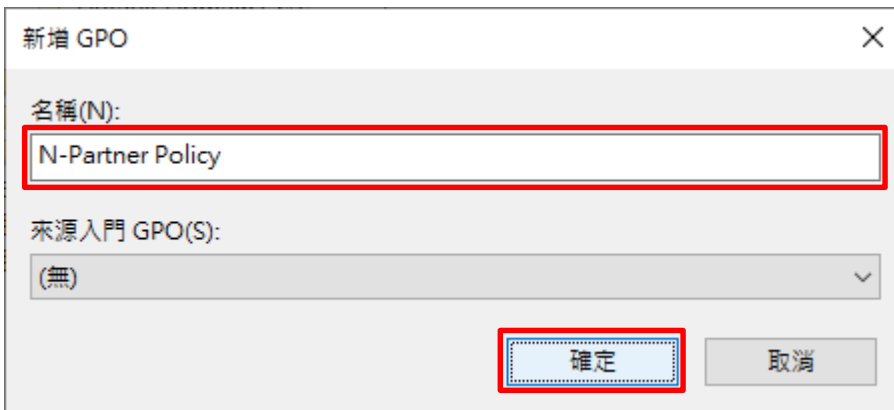 新增 GPO
名稱(N):
N-Partner Policy
來源入門 GPO(S):
(無)
確定 取消